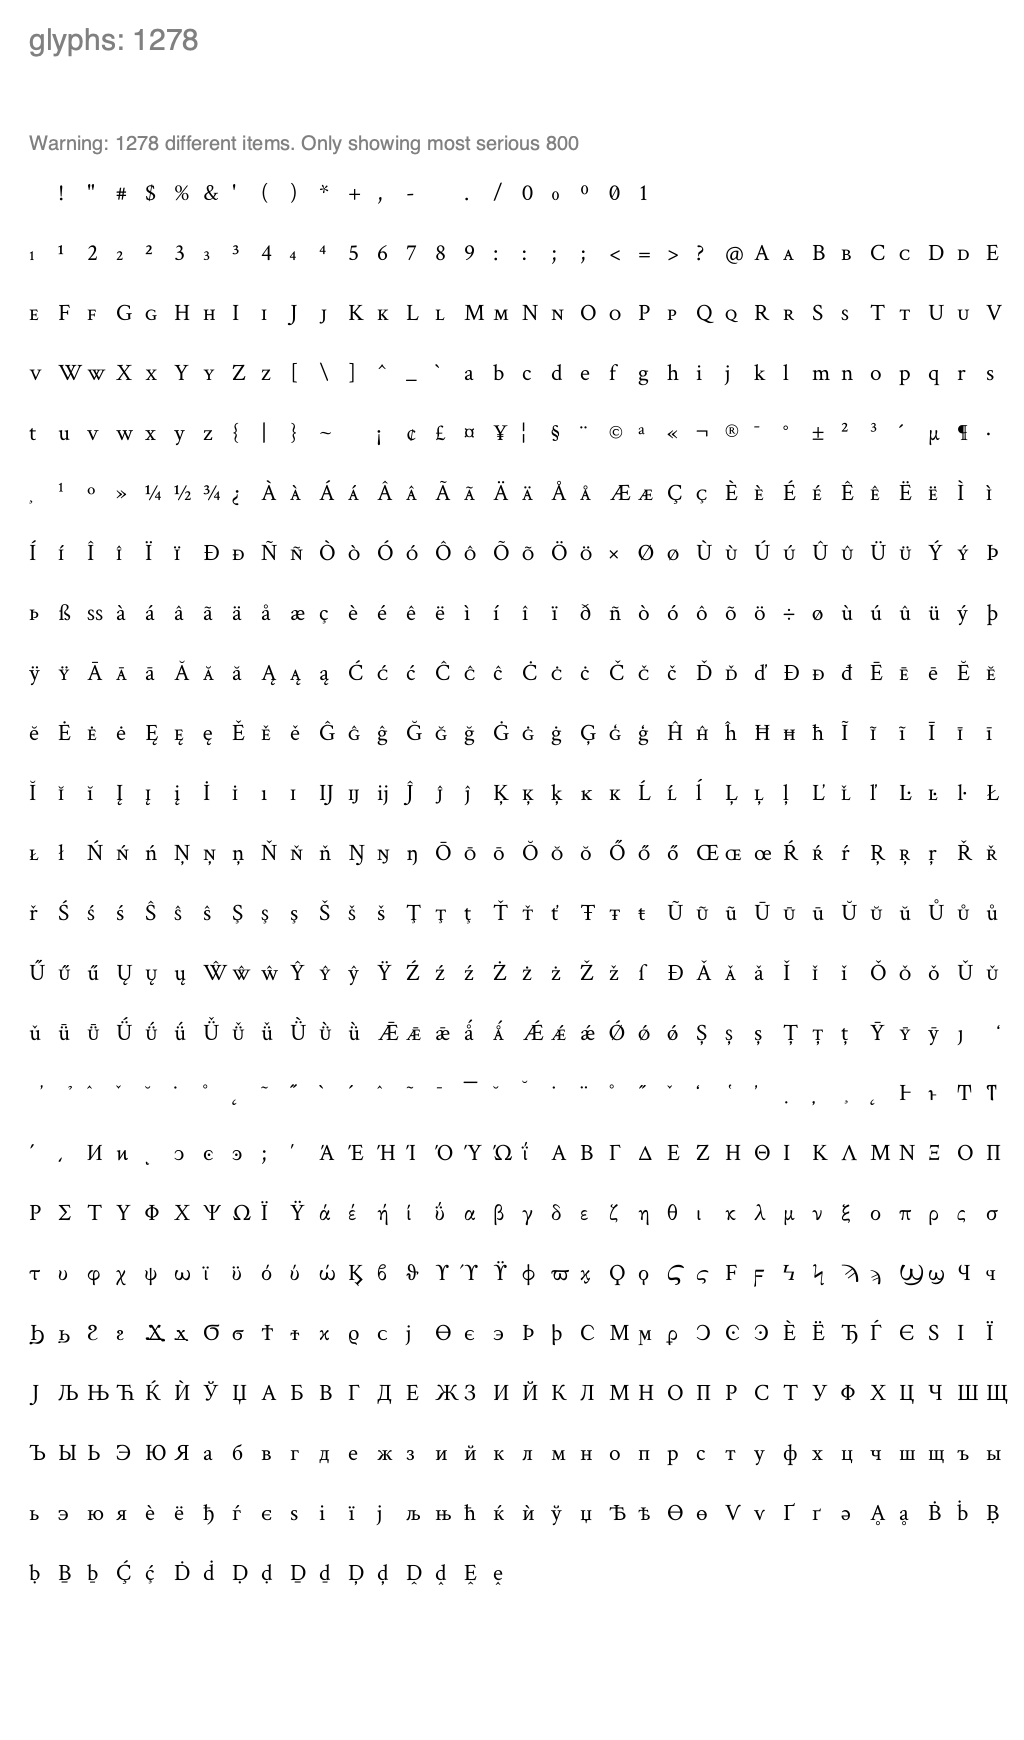 glyphs: 1278
Warning: 1278 different items. Only showing most serious 800
! " # $ % & ' ( ) * + , - . / 0 ₀ ⁰ 0 1
₁ ¹ 2 ₂ ² 3 ₃ ³ 4 ₄ ⁴ 5 6 7 8 9 : : ; ; < = > ? @ A ᴀ B ʙ C ᴄ D ᴅ E
ᴇ F ꜰ G ɢ H ʜ I ɪ J ᴊ K ᴋ L ʟ M ᴍ N ɴ O ᴏ P ᴘ Q ꞯ R ʀ S ꜱ T ᴛ U ᴜ V
v W w X x Y ʏ Z z [ \ ] ^ _ ` a b c d e f g h i j k l m n o p q r s
t u v w x y z { | } ~ ¡ ¢ £ ¤ ¥ ¦ § ¨ © ª « ¬ ® ¯ ° ± ² ³ ´ µ ¶ ·
¸ ¹ º » ¼ ½ ¾ ¿ À à Á á Â â Ã ã Ä ä Å å Æ æ Ç ç È è É é Ê ê Ë ë Ì ì
Í í Î î Ï ï Ð ð Ñ ñ Ò ò Ó ó Ô ô Õ õ Ö ö × Ø ø Ù ù Ú ú Û û Ü ü Ý ý Þ
þ ß ss à á â ã ä å æ ç è é ê ë ì í î ï ð ñ ò ó ô õ ö ÷ ø ù ú û ü ý þ
ÿ ÿ Ā ā ā Ă ă ă Ą ą ą Ć ć ć Ĉ ĉ ĉ Ċ ċ ċ Č č č Ď ď ď Đ đ đ Ē ē ē Ĕ ĕ
ĕ Ė ė ė Ę ę ę Ě ě ě Ĝ ĝ ĝ Ğ ğ ğ Ġ ġ ġ Ģ ģ ģ Ĥ ĥ ĥ Ħ ħ ħ Ĩ ĩ ĩ Ī ī ī
Ĭ ĭ ĭ Į į į İ i ı ɪ Ĳ ĳ ĳ Ĵ ĵ ĵ Ķ ķ ķ ĸ ĸ Ĺ ĺ ĺ Ļ ļ ļ Ľ ľ ľ Ŀ ŀ ŀ Ł
ł ł Ń ń ń Ņ ņ ņ Ň ň ň Ŋ ŋ ŋ Ō ō ō Ŏ ŏ ŏ Ő ő ő Œ œ œ Ŕ ŕ ŕ Ŗ ŗ ŗ Ř ř
ř Ś ś ś Ŝ ŝ ŝ Ş ş ş Š š š Ţ ţ ţ Ť ť ť Ŧ ŧ ŧ Ũ ũ ũ Ū ū ū Ŭ ŭ ŭ Ů ů ů
Ű ű ű Ų ų ų Ŵ ŵ ŵ Ŷ ŷ ŷ Ÿ Ź ź ź Ż ż ż Ž ž ſ Đ Ǎ ǎ ǎ Ǐ ǐ ǐ Ǒ ǒ ǒ Ǔ ǔ
ǔ ǖ ǖ Ǘ ǘ ǘ Ǚ ǚ ǚ Ǜ ǜ ǜ Ǣ ǣ ǣ ǻ ǻ Ǽ ǽ ǽ Ǿ ǿ ǿ Ș ș ș Ț ț ț Ȳ ȳ ȳ ȷ ʻ
Ͱ ͱ Ͳ ͳ
ʹ ͵ Ͷ ͷ ͺ ͻ ͼ ͽ ; ΄ Ά Έ Ή Ί Ό Ύ Ώ ΐ Α Β Γ Δ Ε Ζ Η Θ Ι Κ Λ Μ Ν Ξ Ο Π
Ρ Σ Τ Υ Φ Χ Ψ Ω Ϊ Ϋ ά έ ή ί ΰ α β γ δ ε ζ η θ ι κ λ μ ν ξ ο π ρ ς σ
τ υ φ χ ψ ω ϊ ϋ ό ύ ώ Ϗ ϐ ϑ ϒ ϓ ϔ ϕ ϖ ϗ Ϙ ϙ Ϛ ϛ Ϝ ϝ Ϟ ϟ Ϡ ϡ Ϣ ϣ Ϥ ϥ
Ϧ ϧ Ϩ ϩ Ϫ ϫ Ϭ ϭ Ϯ ϯ ϰ ϱ ϲ ϳ ϴ ϵ ϶ Ϸ ϸ Ϲ Ϻ ϻ ϼ Ͻ Ͼ Ͽ Ѐ Ё Ђ Ѓ Є Ѕ І Ї
Ј Љ Њ Ћ Ќ Ѝ Ў Џ А Б В Г Д Е Ж З И Й К Л М Н О П Р С Т У Ф Х Ц Ч Ш Щ
Ъ Ы Ь Э Ю Я а б в г д е ж з и й к л м н о п р с т у ф х ц ч ш щ ъ ы
ь э ю я ѐ ё ђ ѓ є ѕ і ї ј љ њ ћ ќ ѝ ў џ Ѣ ѣ Ѳ ѳ Ѵ ѵ Ґ ґ ә Ḁ ḁ Ḃ ḃ Ḅ
ḅ Ḇ ḇ Ḉ ḉ Ḋ ḋ Ḍ ḍ Ḏ ḏ Ḑ ḑ Ḓ ḓ Ḙ ḙ